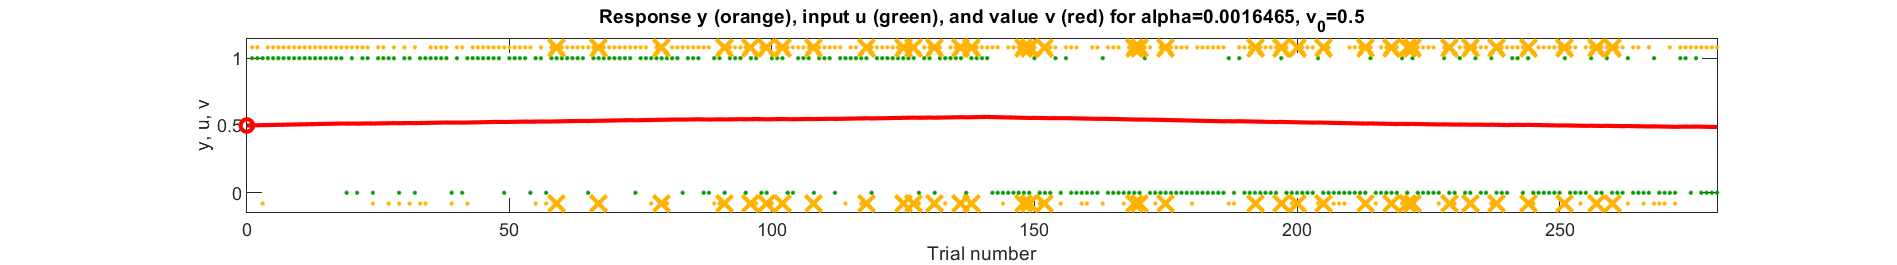 Response y (orange), input u (green), and value v (red) for alpha=0.0016465, v_0=0.5
y, u, v
1
0.5
0
0 50 100 150 200 250
Trial number